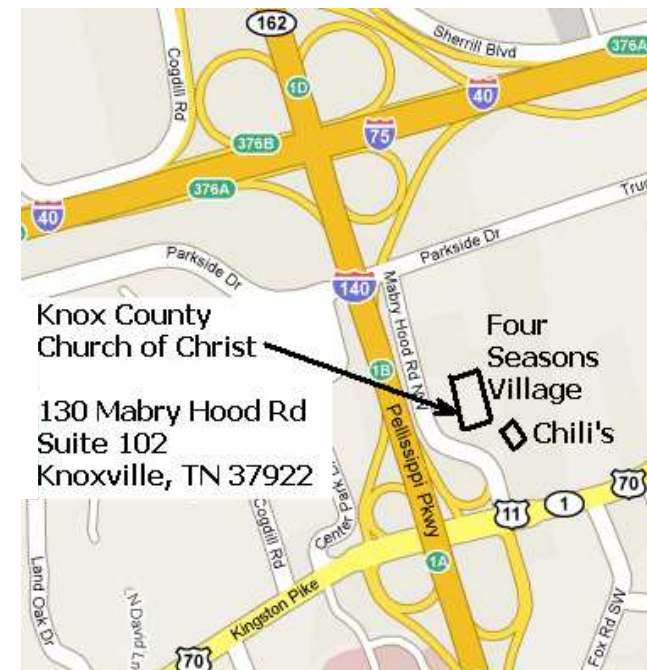 162
Sherrill Blvd
376A
Cogdill Rd
1D
40
376B
75
376A
40
Parkside Dr
Parkside Dr
140
Mabry Hood Rd NW
Knox County
Church of Christ
130 Mabry Hood Rd
Suite 102
Knoxville, TN 37922
Four
Seasons
Village
Chili's
1B
Pellissippi Pkwy
70
1
11
Center Park
Cogdill Rd
1A
Land Oak Dr
N David Ln
Kingston Pike
Fox Rd SW
70